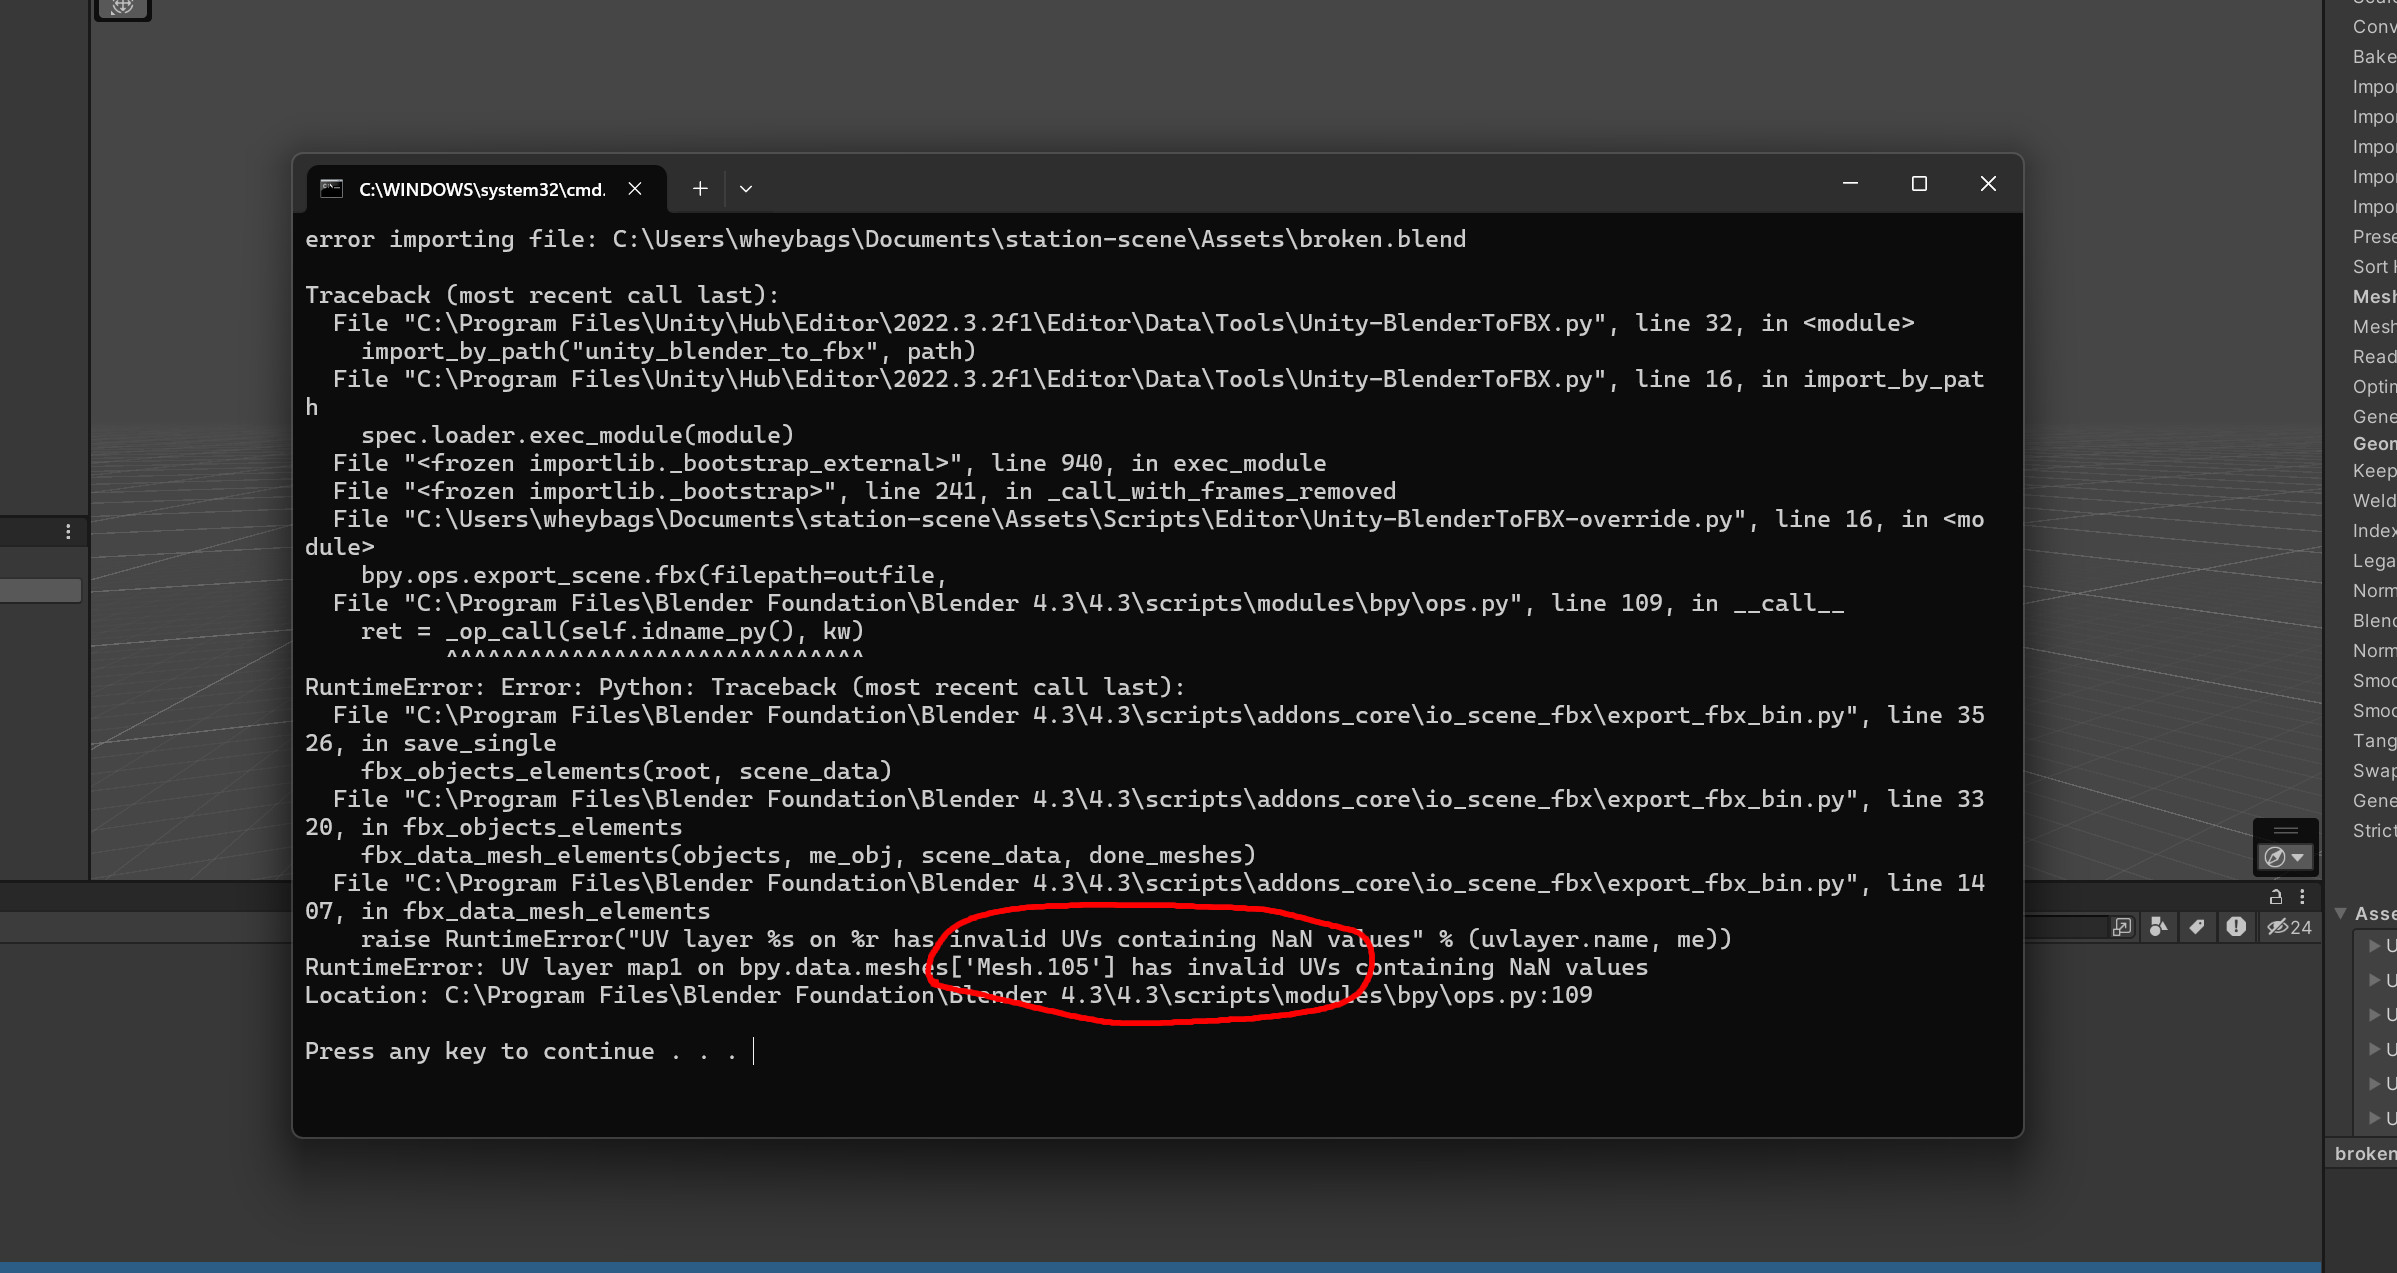 C:\WINDOWS\system32\cmd.
error importing file: C:\Users\wheybags\Documents\station-scene\Assets\broken.blend
Traceback (most recent call last):
File "C:\Program Files\Unity\Hub\Editor\2022.3.2f1\Editor\Data\Tools\Unity-BlenderToFBX.py", line 32, in <module>
import_by_path("unity_blender_to_fbx", path)
File "C:\Program Files\Unity\Hub\Editor\2022.3.2f1\Editor\Data\Tools\Unity-BlenderToFBX.py", line 16, in import_by_pat
h
spec.loader.exec_module(module)
File "<frozen importlib._bootstrap_external>", line 940, in exec_module
File "<frozen importlib._bootstrap>", line 241, in _call_with_frames_removed
File "C:\Users\wheybags\Documents\station-scene\Assets\Scripts\Editor\Unity-BlenderToFBX-override.py", line 16, in <mo
dule>
bpy.ops.export_scene.fbx(filepath=outfile,
File "C:\Program Files\Blender Foundation\Blender 4.3\4.3\scripts\modules\bpy\ops.py", line 109, in __call__
ret = _op_call(self.idname_py(), kw)
^^^^^^^^^^^^^^^^^^^^^^^^^^^^^^
RuntimeError: Error: Python: Traceback (most recent call last):
File "C:\Program Files\Blender Foundation\Blender 4.3\4.3\scripts\addons_core\io_scene_fbx\export_fbx_bin.py", line 35
26, in save_single
fbx_objects_elements(root, scene_data)
File "C:\Program Files\Blender Foundation\Blender 4.3\4.3\scripts\addons_core\io_scene_fbx\export_fbx_bin.py", line 33
20, in fbx_objects_elements
fbx_data_mesh_elements(objects, me_obj, scene_data, done_meshes)
File "C:\Program Files\Blender Foundation\Blender 4.3\4.3\scripts\addons_core\io_scene_fbx\export_fbx_bin.py", line 14
07, in fbx_data_mesh_elements
raise RuntimeError("UV layer %s on %r has invalid UVs containing NaN values" % (uvlayer.name, me))
RuntimeError: UV layer map1 on bpy.data.meshes['Mesh.105'] has invalid UVs containing NaN values
Location: C:\Program Files\Blender Foundation\Blender 4.3\4.3\scripts\modules\bpy\ops.py:109
Press any key to continue . . .
Conv
Bake
Impo
Impo
Impo
Impo
Impo
Prese
Sort
Mesh
Mesh
Read
Optim
Gene
Geom
Keep
Weld
Index
Lega
Norm
Blend
Norm
Smoo
Smoo
Tang
Swap
Gene
Strict
24
Asse
U
U
U
U
U
U
broken